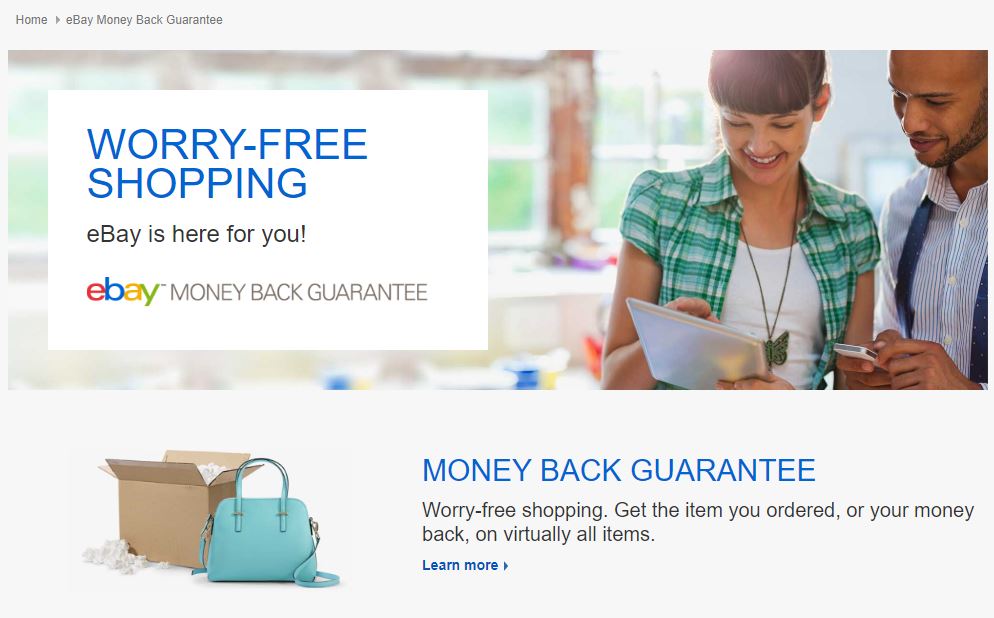 Home eBay Money Back Guarantee
WORRY-FREE
SHOPPING
eBay is here for you!
ebay™ MONEY BACK GUARANTEE
MONEY BACK GUARANTEE
Worry-free shopping. Get the item you ordered, or your money
back, on virtually all items.
Learn more